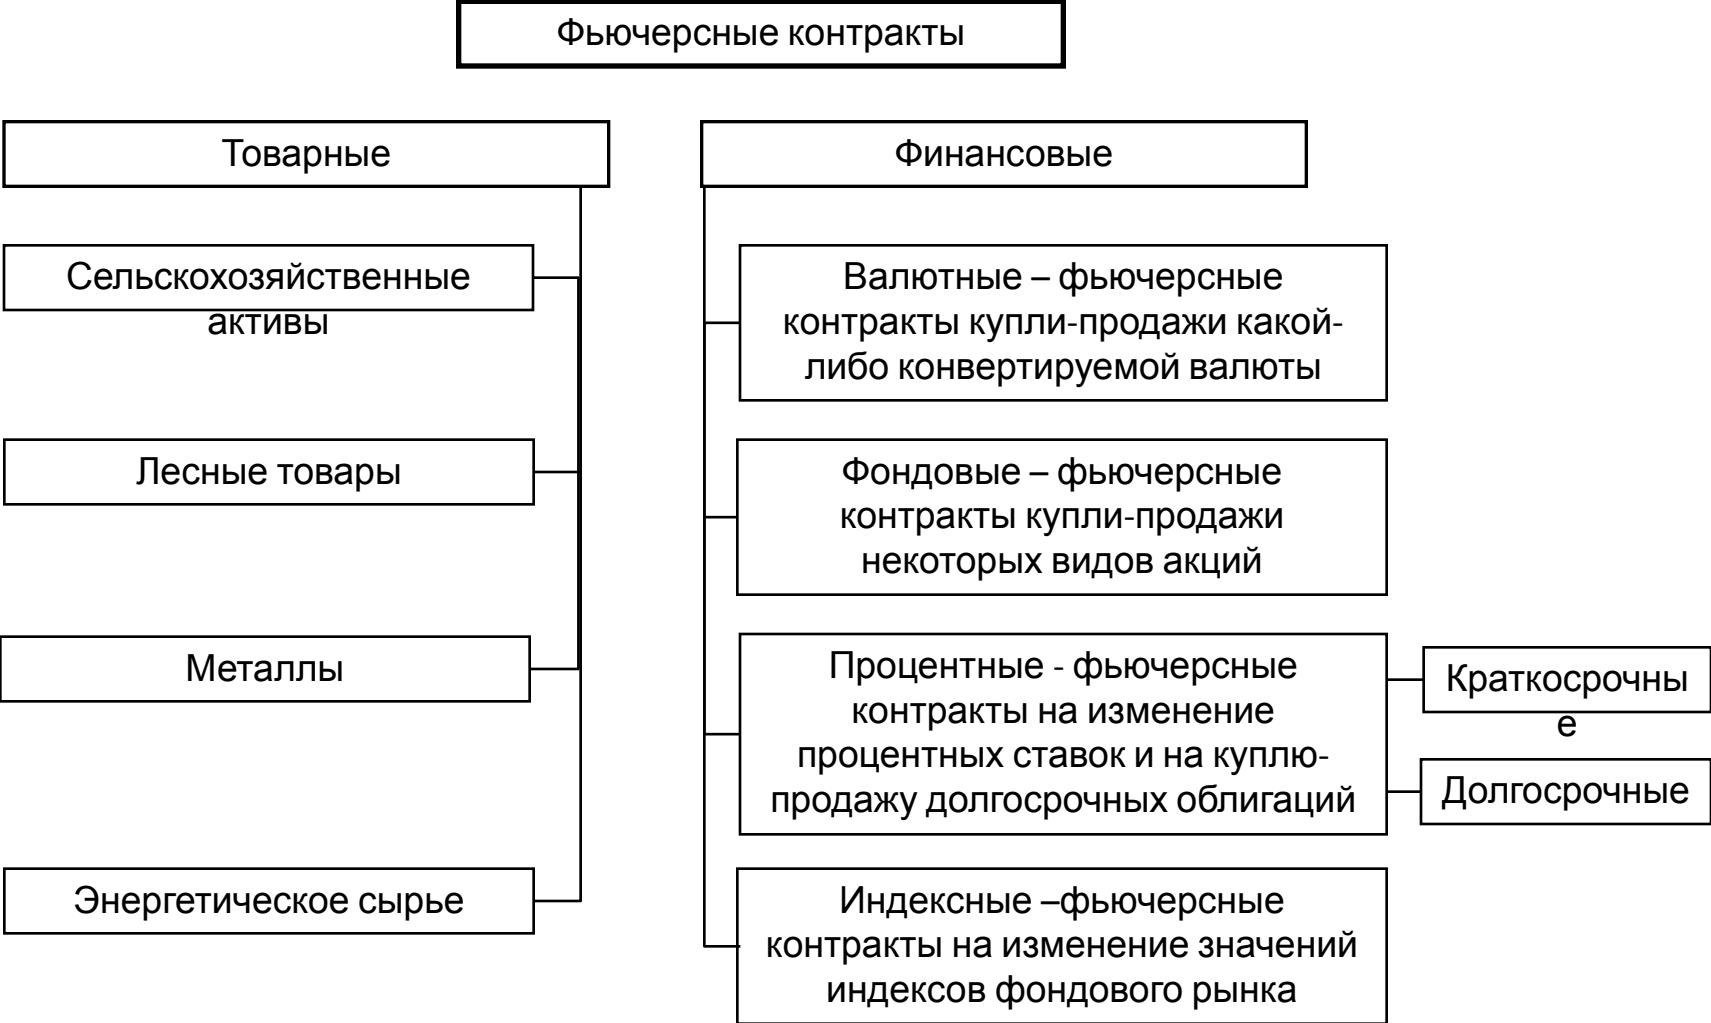 Фьючерсные контракты
Товарные
Сельскохозяйственные
активы
Лесные товары
Металлы
Энергетическое сырье
Финансовые
Валютные – фьючерсные
контракты купли-продажи какой-
либо конвертируемой валюты
Фондовые – фьючерсные
контракты купли-продажи
некоторых видов акций
Процентные - фьючерсные
контракты на изменение
процентных ставок и на куплю-
продажу долгосрочных облигаций
Краткосрочны
е
Долгосрочные
Индексные –фьючерсные
контракты на изменение значений
индексов фондового рынка